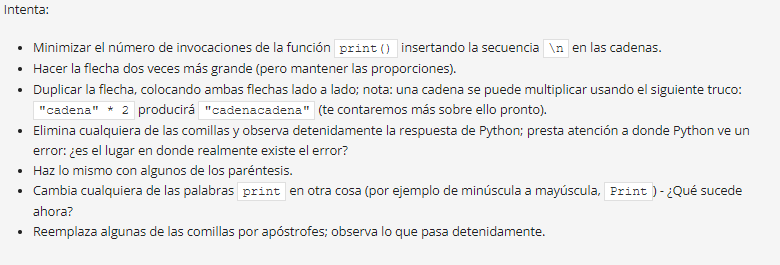 Intenta:
Minimizar el número de invocaciones de la función print() insertando la secuencia \n en las cadenas.
Hacer la flecha dos veces más grande (pero mantener las proporciones).
Duplicar la flecha, colocando ambas flechas lado a lado; nota: una cadena se puede multiplicar usando el siguiente truco:
"cadena" * 2 producirá "cadenacadena" (te contaremos más sobre ello pronto).
Elimina cualquiera de las comillas y observa detenidamente la respuesta de Python; presta atención a donde Python ve un
error: ¿es el lugar en donde realmente existe el error?
Haz lo mismo con algunos de los paréntesis.
Cambia cualquiera de las palabras print en otra cosa (por ejemplo de minúscula a mayúscula, Print) - ¿Qué sucede
ahora?
Reemplaza algunas de las comillas por apóstrofes; observa lo que pasa detenidamente.